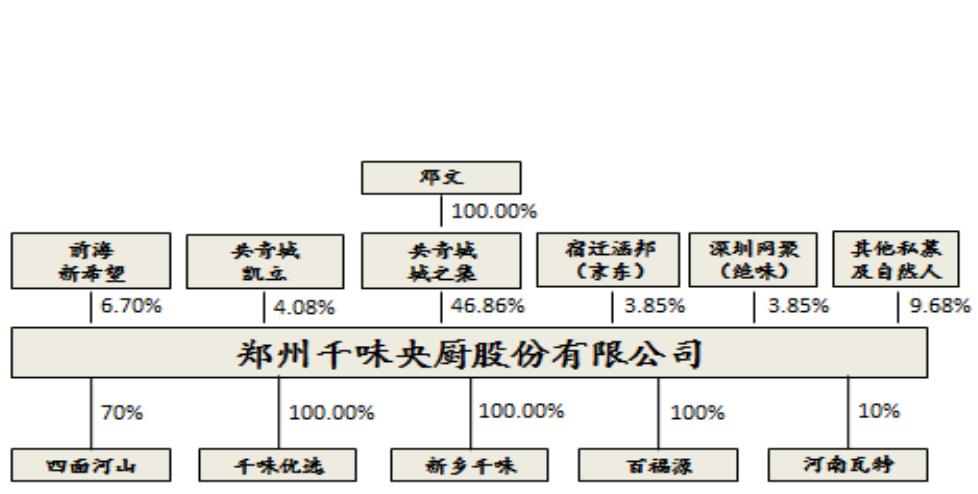 邓文
100.00%
前海
新希望
共青城
凯立
共青城
城之集
宿迁涵邦
（京东）
深圳网聚
（绝味）
其他私募
及自然人
6.70%
4.08%
46.86%
3.85%
3.85%
9.68%
郑州千味央厨股份有限公司
70%
100.00%
100.00%
100%
10%
四面河山
千味优选
新乡千味
百福源
河南瓦特